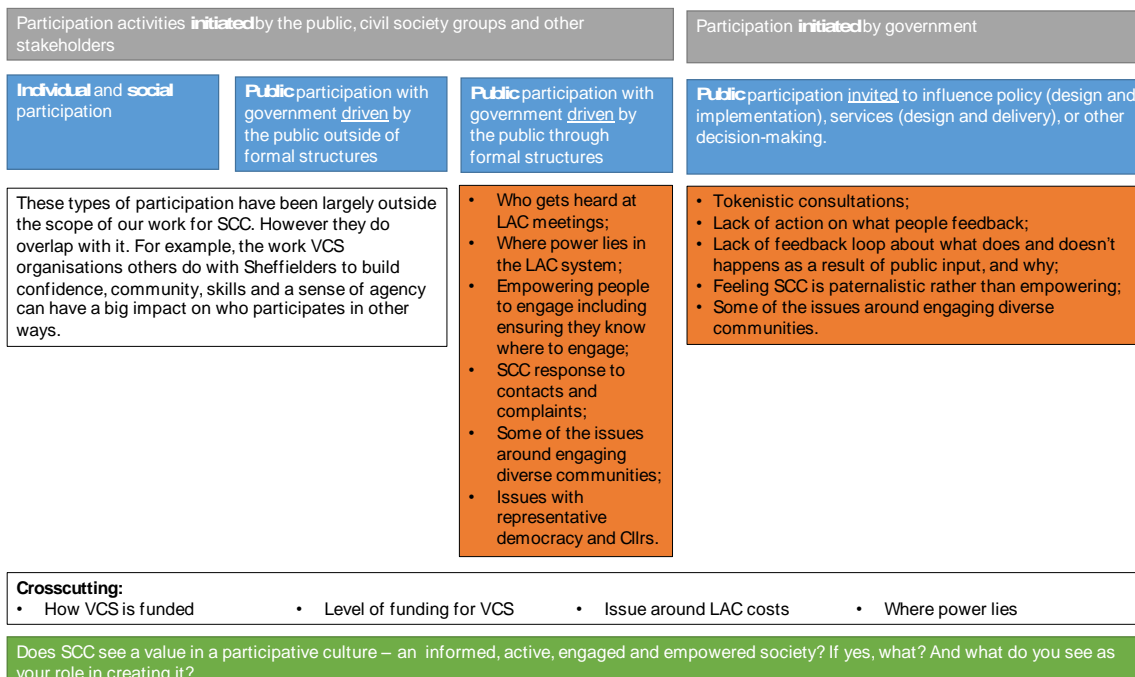 Participation activities initiated by the public, civil society groups and other
stakeholders
Participation initiated by government
Individual and social
participation
Public participation with
government driven by
the public outside of
formal structures
Public participation with
government driven by
the public through
formal structures
Public participation invited to influence policy (design and
implementation), services (design and delivery), or other
decision-making.
These types of participation have been largely outside
the scope of our work for SCC. However they do
overlap with it. For example, the work VCS
organisations others do with Sheffielders to build
confidence, community, skills and a sense of agency
can have a big impact on who participates in other
ways.
• Who gets heard at
LAC meetings;
• Where power lies in
the LAC system;
• Empowering people
to engage including
ensuring they know
where to engage;
• SCC response to
contacts and
complaints;
• Some of the issues
around engaging
diverse communities;
• Issues with
representative
democracy and Cllrs.
• Tokenistic consultations;
• Lack of action on what people feedback;
• Lack of feedback loop about what does and doesn't
happens as a result of public input, and why;
• Feeling SCC is paternalistic rather than empowering;
• Some of the issues around engaging diverse
communities.
Crosscutting:
• How VCS is funded • Level of funding for VCS • Issue around LAC costs • Where power lies
Does SCC see a value in a participative culture – an informed, active, engaged and empowered society? If yes, what? And what do you see as
your role in creating it?